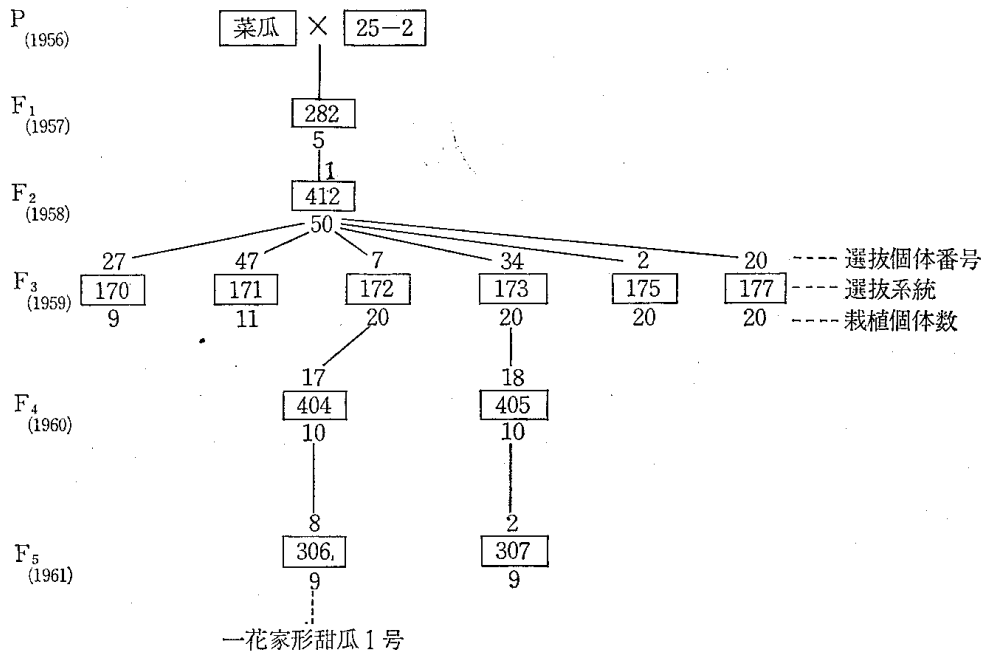 P 菜瓜 × 25-2
(1956)
F₁ 282
(1957)
5
1
F₂ 412
(1958)
50
27 47 7 34 2 20 選抜個体番号
F₃ 170 171 172 173 175 177 選抜系統
(1959)
9 11 20 20 20 20 栽植個体数
17 18
F₄ 404 405
(1960)
10 10
8 2
F₅ 306 307
(1961)
9 9
一花家形甜瓜1号